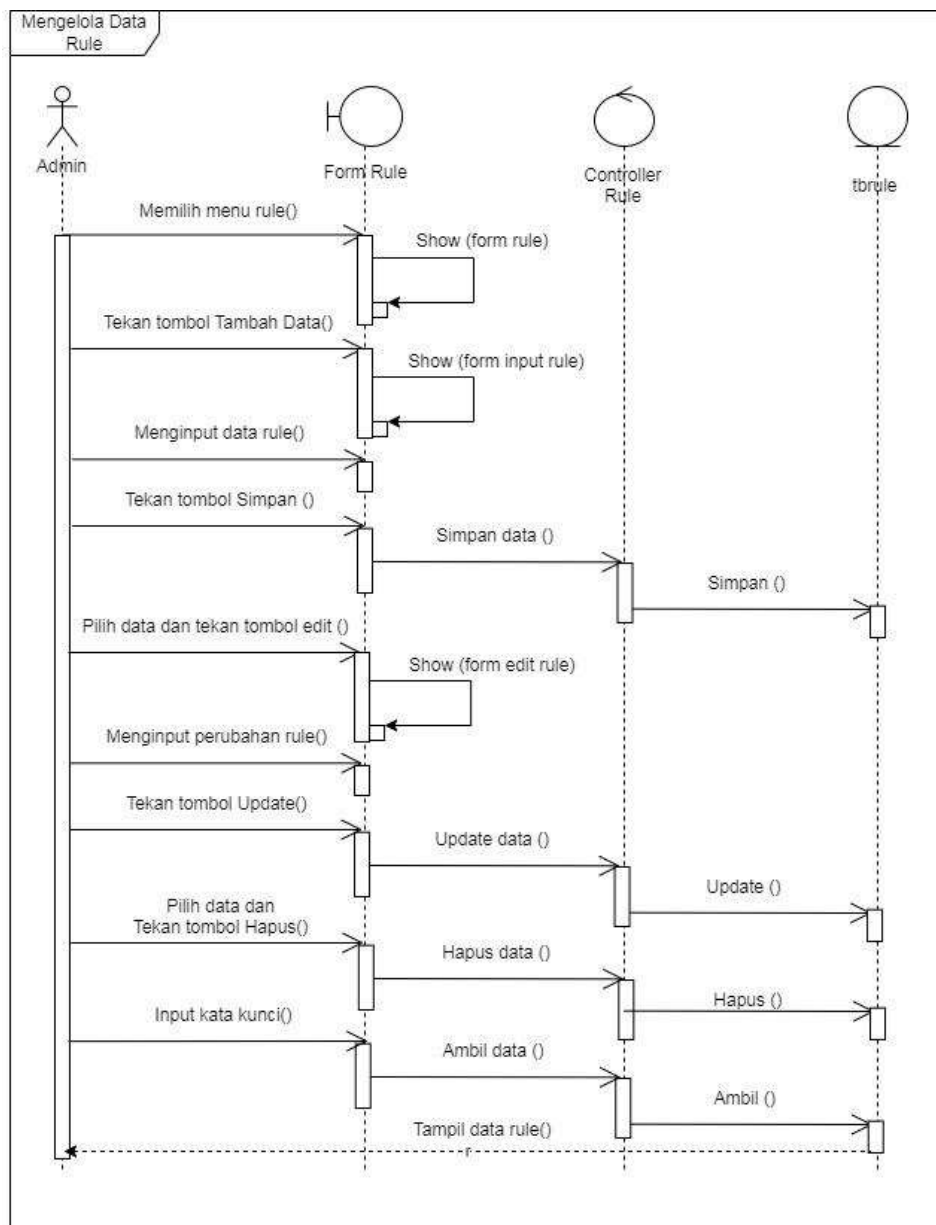 Mengelola Data
Rule
Admin
Form Rule
Controller
Rule
tbrule
Memilih menu rule()
Show (form rule)
Tekan tombol Tambah Data()
Show (form input rule)
Menginput data rule()
Tekan tombol Simpan ()
Simpan data ()
Simpan ()
Pilih data dan tekan tombol edit ()
Show (form edit rule)
Menginput perubahan rule()
Tekan tombol Update()
Update data ()
Update ()
Pilih data dan
Tekan tombol Hapus()
Hapus data ()
Hapus ()
Input kata kunci()
Ambil data ()
Ambil ()
Tampil data rule()
r